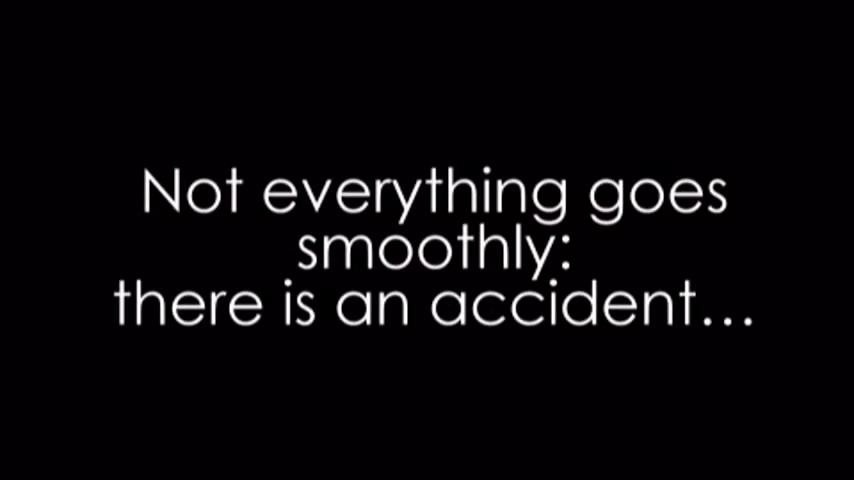 Not everything goes
smoothly:
there is an accident...